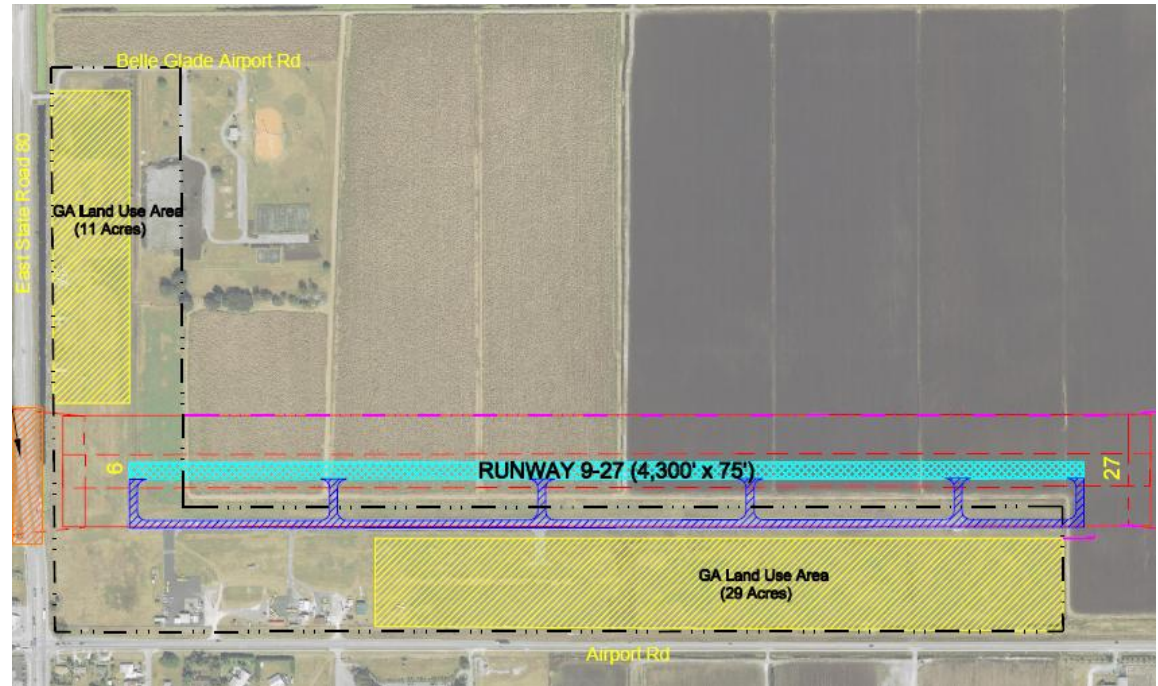 Belle Glade Airport Rd
East State Road 80
GA Land Use Area
(11 Acres)
9
RUNWAY 9-27 (4,300' x 75')
27
GA Land Use Area
(29 Acres)
Airport Rd